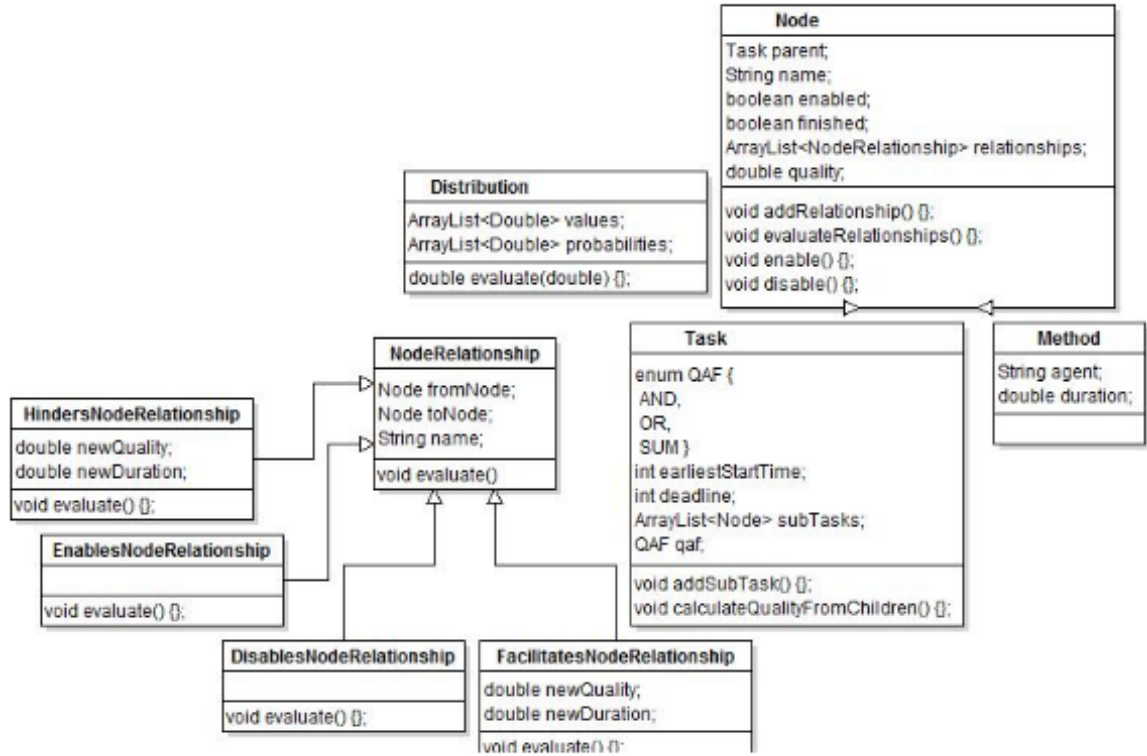 Node
Task parent;
String name;
boolean enabled;
boolean finished;
ArrayList<NodeRelationship> relationships;
double quality;
void addRelationship() {};
void evaluateRelationships() {};
void enable() {};
void disable() {};
Distribution
ArrayList<Double> values;
ArrayList<Double> probabilities;
double evaluate(double) {};
NodeRelationship
Node fromNode;
Node toNode;
String name;
void evaluate()
Task
enum QAF {
AND,
OR,
SUM }
int earliestStartTime;
int deadline;
ArrayList<Node> subTasks;
QAF qaf;
void addSubTask() {};
void calculateQualityFromChildren() {};
Method
String agent;
double duration;
HindersNodeRelationship
double newQuality;
double newDuration;
void evaluate() {};
EnablesNodeRelationship
void evaluate() {};
DisablesNodeRelationship
void evaluate() {};
FacilitatesNodeRelationship
double newQuality;
double newDuration;
void evaluate() {};